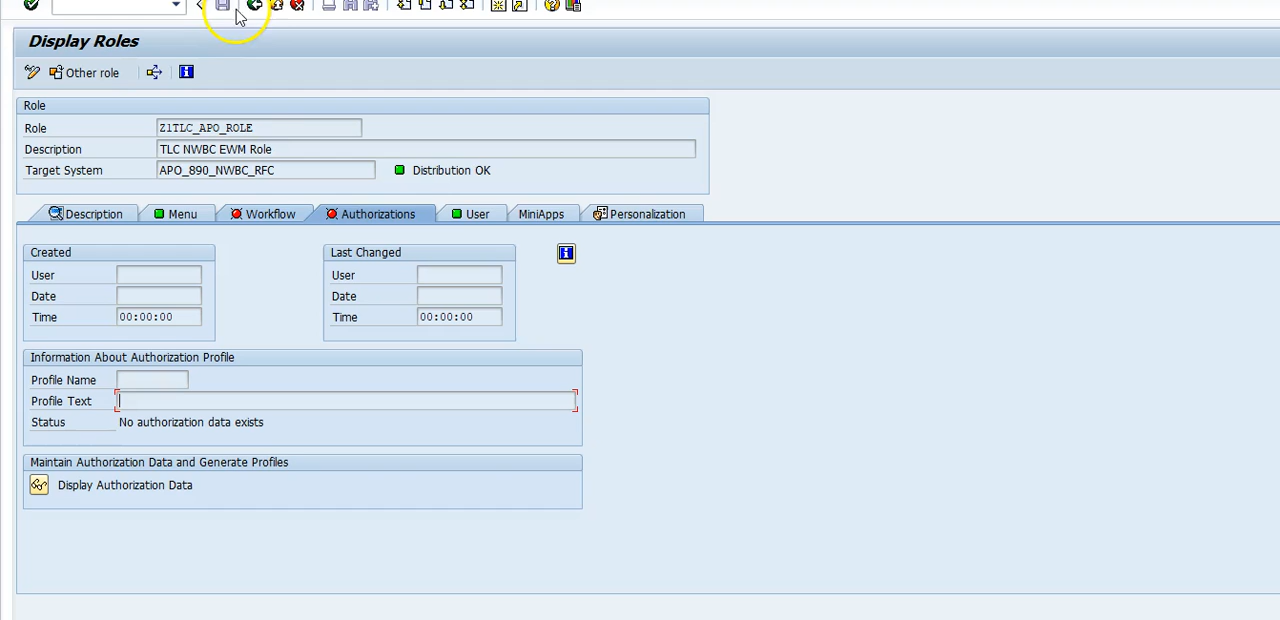 Display Roles
Other role
Role
Role Z1TLC_APO_ROLE
Description TLC NWBC EWM Role
Target System APO_890_NWBC_RFC Distribution OK
Description Menu Workflow Authorizations User MiniApps Personalization
Created Last Changed
User User
Date Date
Time 00:00:00 Time 00:00:00
Information About Authorization Profile
Profile Name
Profile Text
Status No authorization data exists
Maintain Authorization Data and Generate Profiles
Display Authorization Data